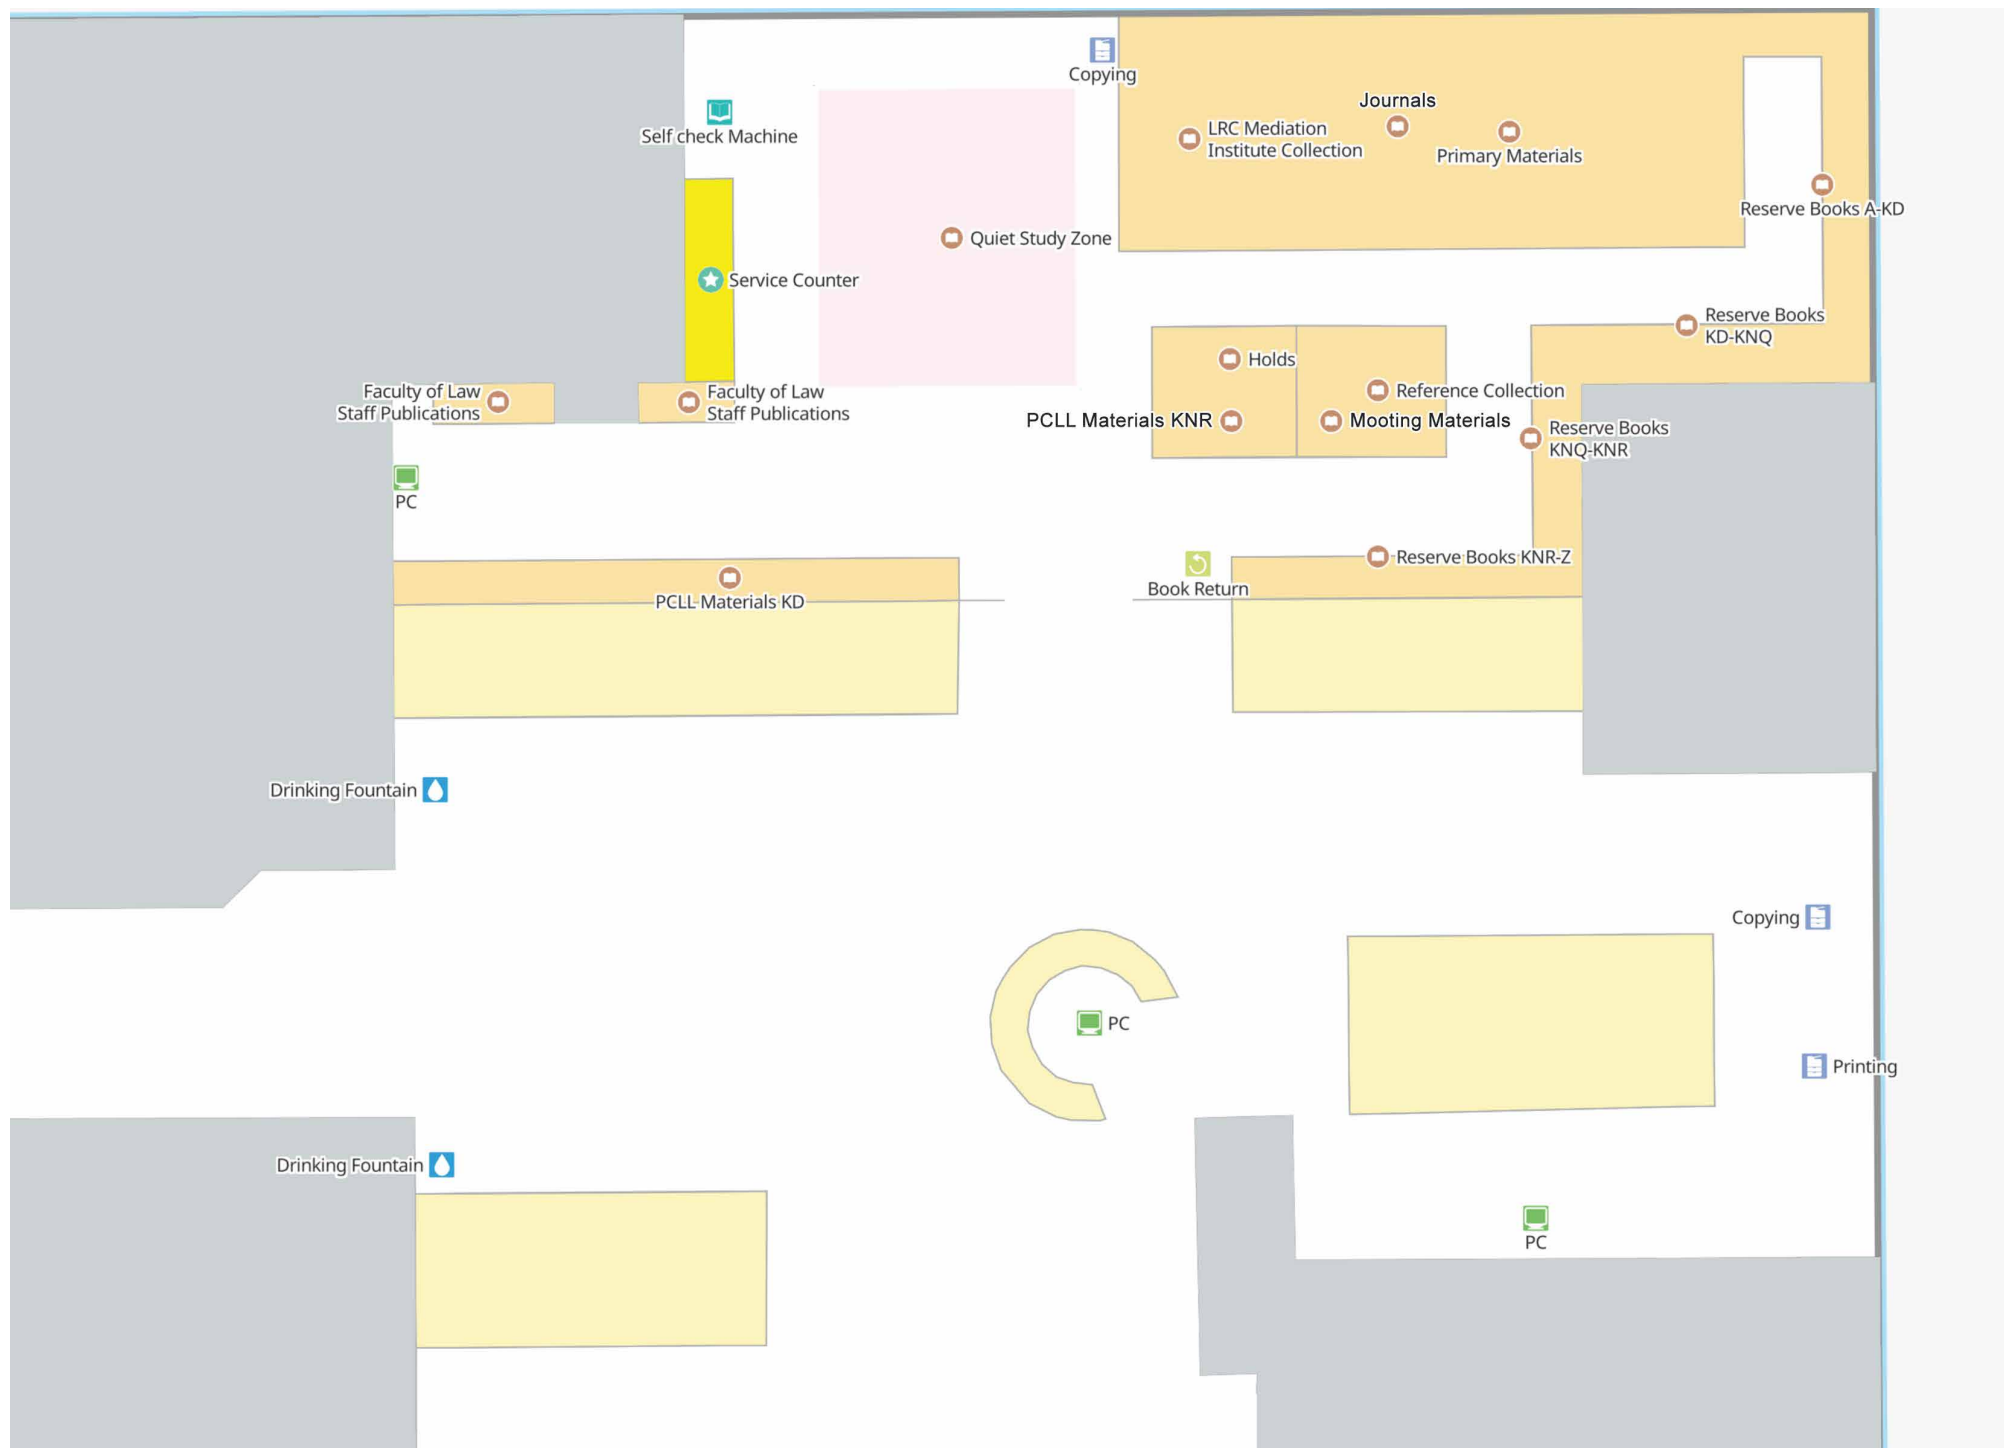 Copying
Self check Machine
Journals
LRC Mediation
Institute Collection
Primary Materials
Reserve Books A-KD
Quiet Study Zone
Service Counter
Reserve Books
KD-KNQ
Holds
Faculty of Law
Staff Publications
Faculty of Law
Staff Publications
Reference Collection
PCLL Materials KNR
Mooting Materials
Reserve Books
KNQ-KNR
PC
Reserve Books KNR-Z
Book Return
PCLL Materials KD
Drinking Fountain
Copying
PC
Printing
Drinking Fountain
PC